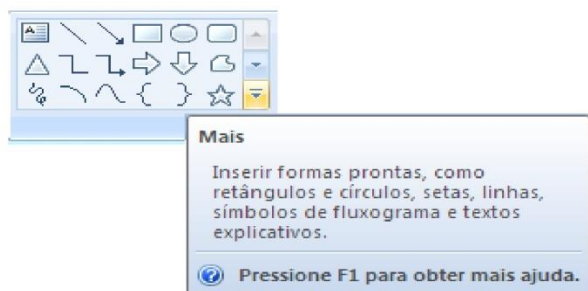 Mais
Inserir formas prontas, como
retângulos e círculos, setas, linhas,
símbolos de fluxograma e textos
explicativos.
Pressione F1 para obter mais ajuda.